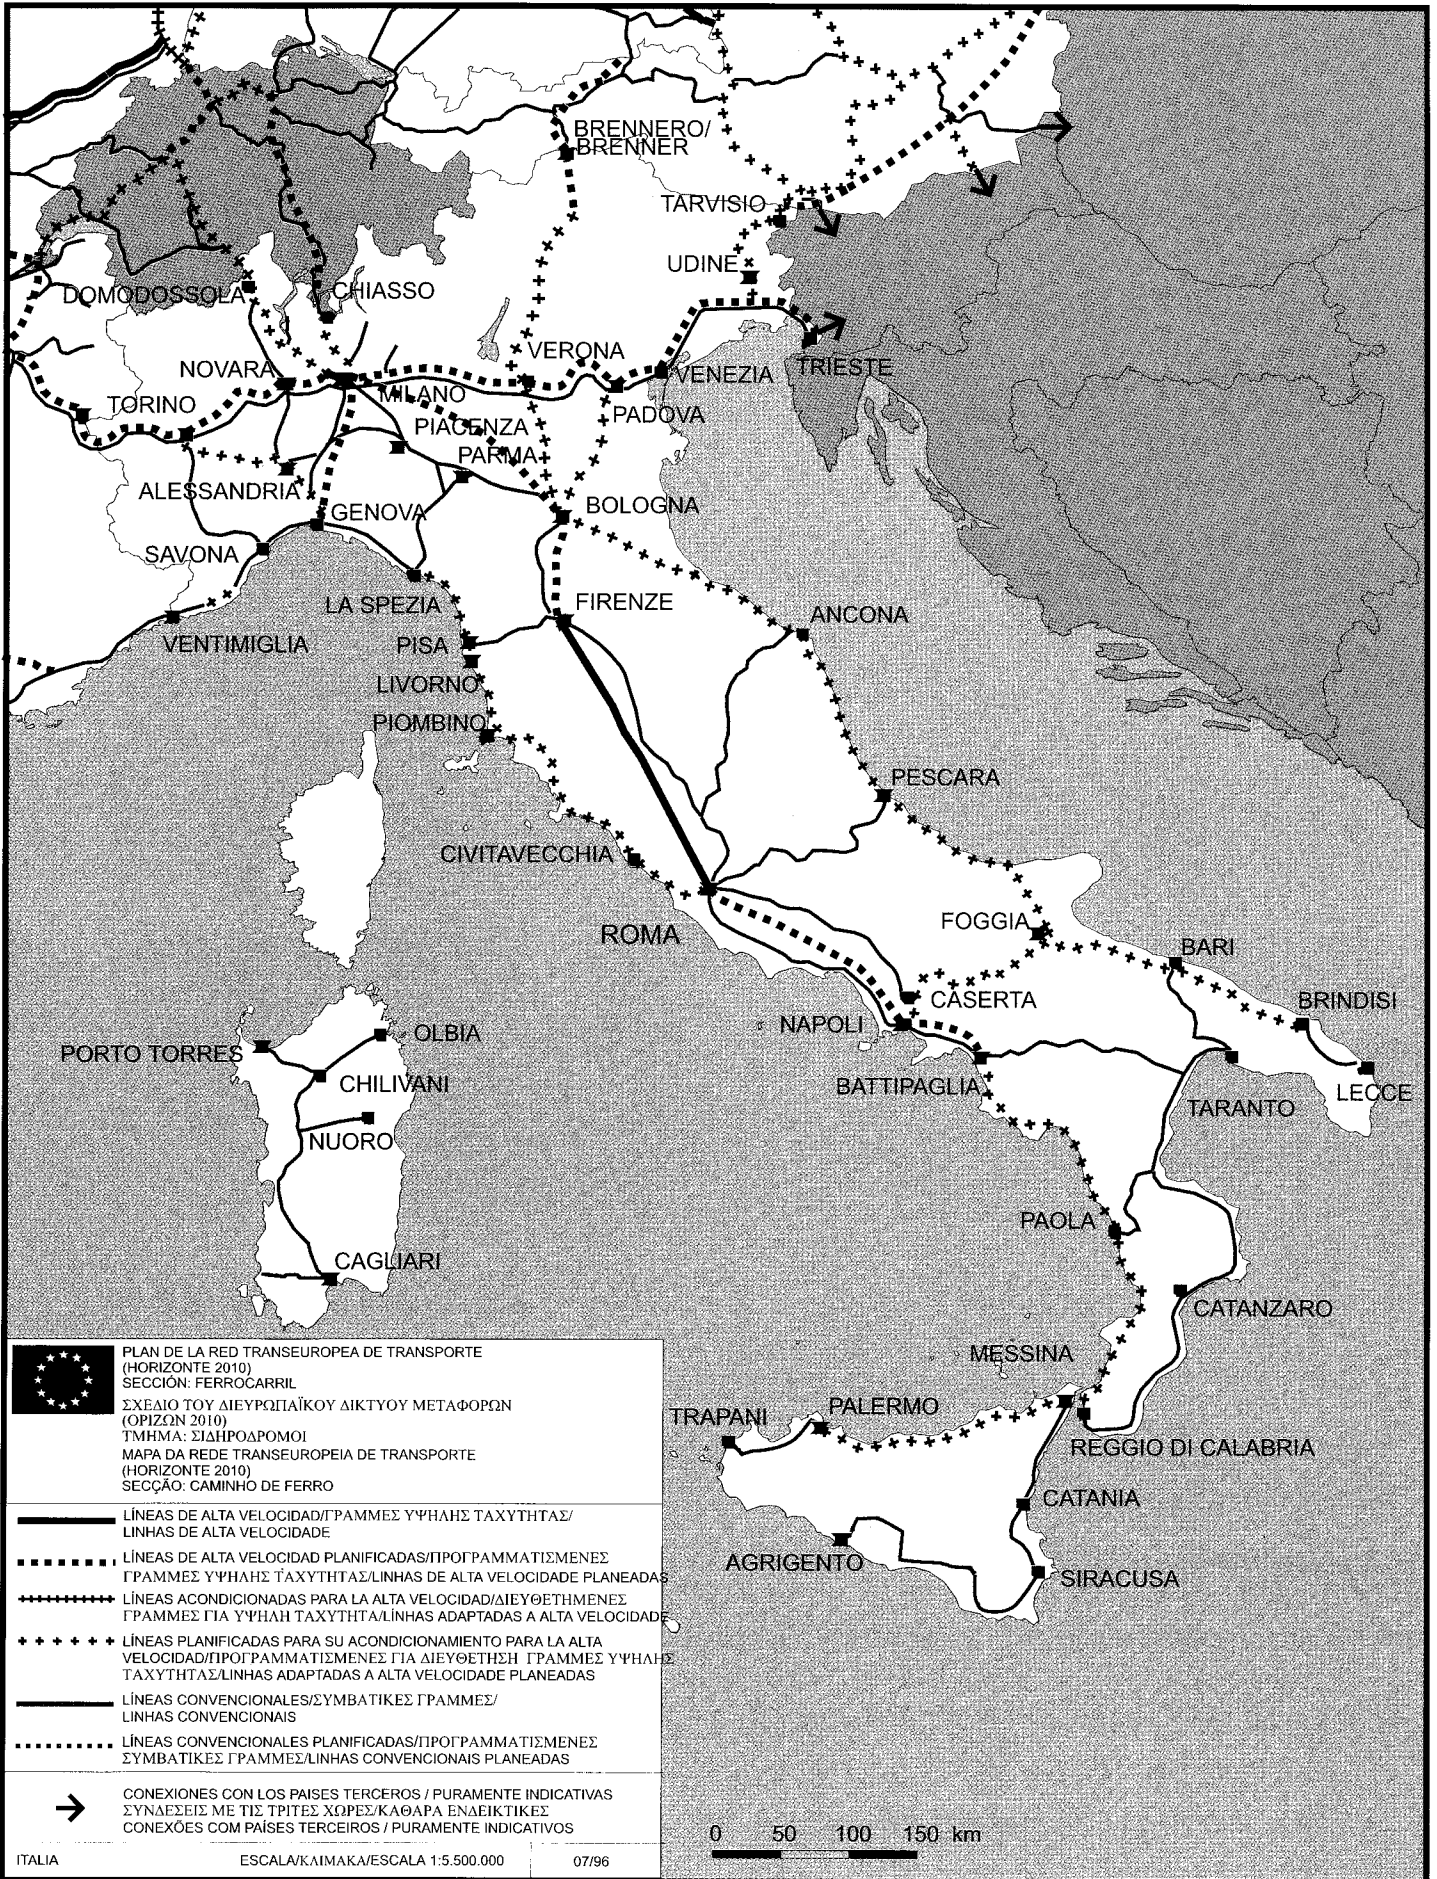 BRENNERO/
BRENNER
TARVISIO
UDINE
DOMODOSSOLA
CHIASSO
VERONA
NOVARA
VENEZIA
TRIESTE
TORINO
MILANO
PADOVA
PIACENZA
PARMA
ALESSANDRIA
GENOVA
BOLOGNA
SAVONA
LA SPEZIA
FIRENZE
ANCONA
VENTIMIGLIA
PISA
LIVORNO
PIOMBINO
PESCARA
CIVITAVECCHIA
ROMA
FOGGIA
BARI
CASERTA
BRINDISI
NAPOLI
OLBIA
PORTO TORRES
CHILIVANI
BATTIPAGLIA
LECCE
TARANTO
NUORO
PAOLA
CAGLIARI
CATANZARO
MESSINA
PALERMO
TRAPANI
REGGIO DI CALABRIA
CATANIA
AGRIGENTO
SIRACUSA
PLAN DE LA RED TRANSEUROPEA DE TRANSPORTE
(HORIZONTE 2010)
SECCIÓN: FERROCARRIL
ΣΧΕΔΙΟ ΤΟΥ ΔΙΕΥΡΩΠΑΪΚΟΥ ΔΙΚΤΥΟΥ ΜΕΤΑΦΟΡΩΝ
(ΟΡΙΖΩΝ 2010)
ΤΜΗΜΑ: ΣΙΔΗΡΟΔΡΟΜΟΙ
MAPA DA REDE TRANSEUROPEIA DE TRANSPORTE
(HORIZONTE 2010)
SECÇÃO: CAMINHO DE FERRO
LÍNEAS DE ALTA VELOCIDAD/ΓΡΑΜΜΕΣ ΥΨΗΛΗΣ ΤΑΧΥΤΗΤΑΣ/
LINHAS DE ALTA VELOCIDADE
LÍNEAS DE ALTA VELOCIDAD PLANIFICADAS/ΠΡΟΓΡΑΜΜΑΤΙΣΜΕΝΕΣ
ΓΡΑΜΜΕΣ ΥΨΗΛΗΣ ΤΑΧΥΤΗΤΑΣ/LINHAS DE ALTA VELOCIDADE PLANEADAS
LÍNEAS ACONDICIONADAS PARA LA ALTA VELOCIDAD/ΔΙΕΥΘΕΤΗΜΕΝΕΣ
ΓΡΑΜΜΕΣ ΓΙΑ ΥΨΗΛΗ ΤΑΧΥΤΗΤΑ/LÍNHAS ADAPTADAS A ALTA VELOCIDADE
LÍNEAS PLANIFICADAS PARA SU ACONDICIONAMIENTO PARA LA ALTA
VELOCIDAD/ΠΡΟΓΡΑΜΜΑΤΙΣΜΕΝΕΣ ΓΙΑ ΔΙΕΥΘΕΤΗΣΗ ΓΡΑΜΜΕΣ ΥΨΗΛΗΣ
ΤΑΧΥΤΗΤΑΣ/LINHAS ADAPTADAS A ALTA VELOCIDADE PLANEADAS
LÍNEAS CONVENCIONALES/ΣΥΜΒΑΤΙΚΕΣ ΓΡΑΜΜΕΣ/
LINHAS CONVENCIONAIS
LÍNEAS CONVENCIONALES PLANIFICADAS/ΠΡΟΓΡΑΜΜΑΤΙΣΜΕΝΕΣ
ΣΥΜΒΑΤΙΚΕΣ ΓΡΑΜΜΕΣ/LINHAS CONVENCIONAIS PLANEADAS
CONEXIONES CON LOS PAISES TERCEROS / PURAMENTE INDICATIVAS
ΣΥΝΔΕΣΕΙΣ ΜΕ ΤΙΣ ΤΡΙΤΕΣ ΧΩΡΕΣ/ΚΑΘΑΡΑ ΕΝΔΕΙΚΤΙΚΕΣ
CONEXÕES COM PAÍSES TERCEIROS / PURAMENTE INDICATIVOS
0 50 100 150 km
ITALIA ESCALA/ΚΛΙΜΑΚΑ/ESCALA 1:5.500.000 07/96